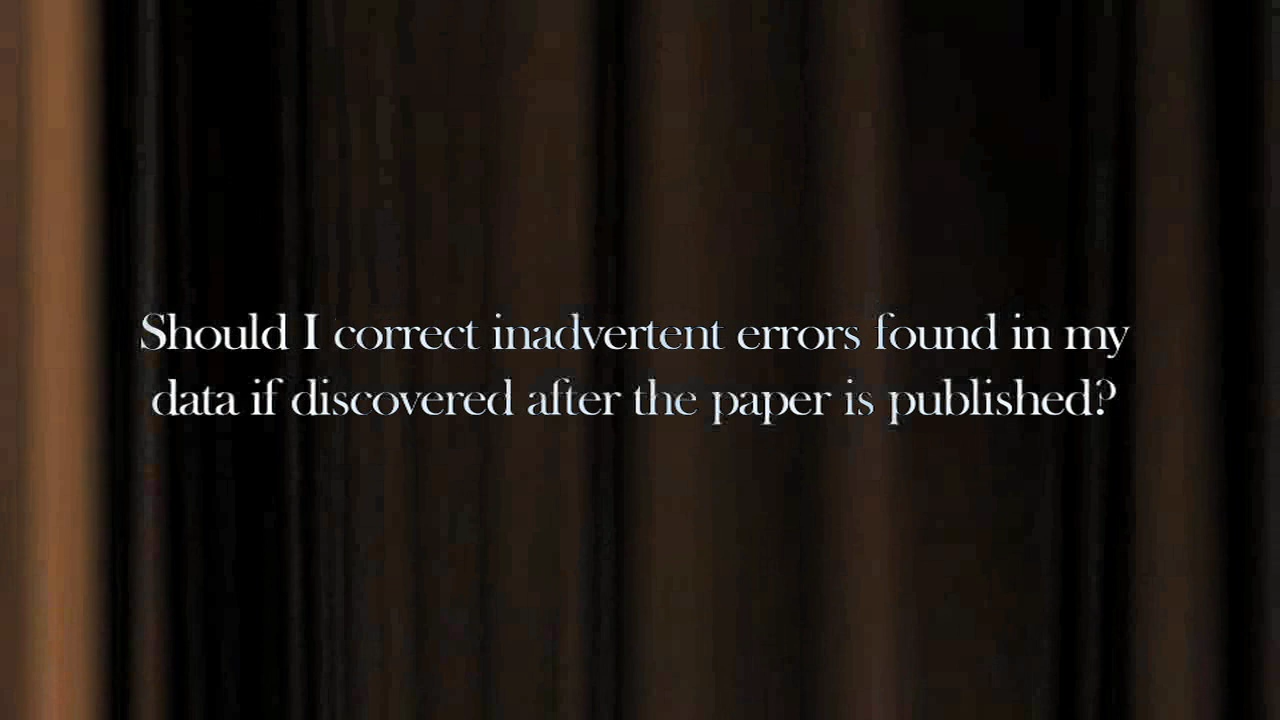 Should I correct inadvertent errors found in my
data if discovered after the paper is published?